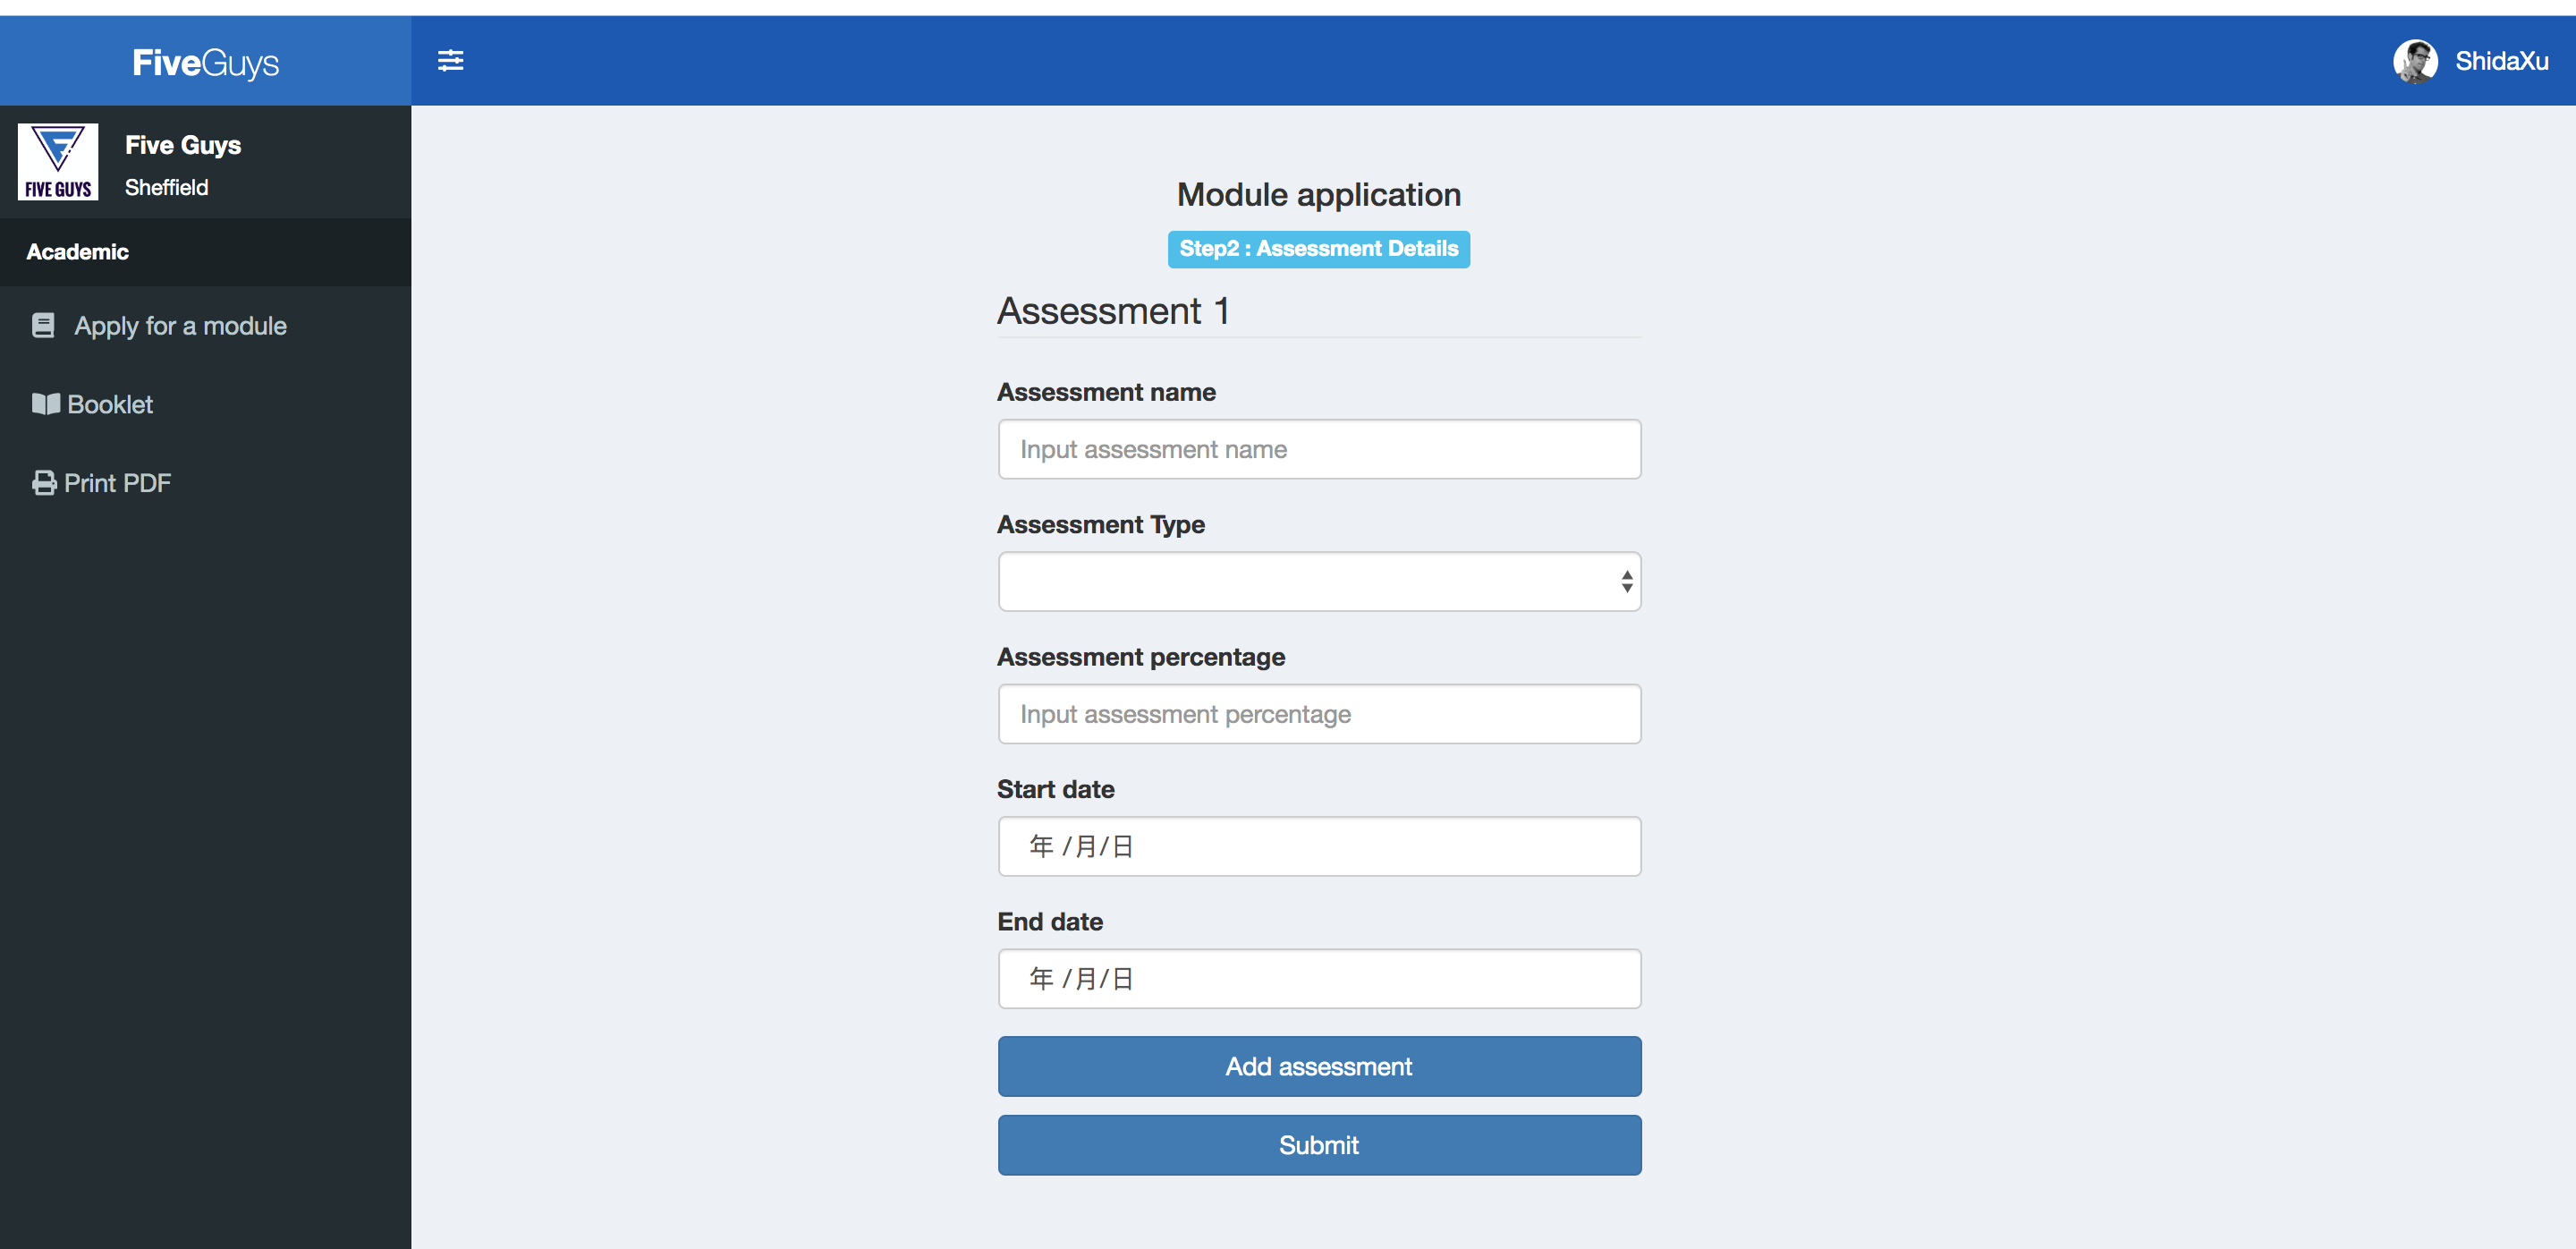 FiveGuys
ShidaXu
FIVE GUYS
Five Guys
Sheffield
Academic
Apply for a module
Booklet
Print PDF
Module application
Step2 : Assessment Details
Assessment 1
Assessment name
Input assessment name
Assessment Type
Assessment percentage
Input assessment percentage
Start date
年 /月/日
End date
年 /月/日
Add assessment
Submit